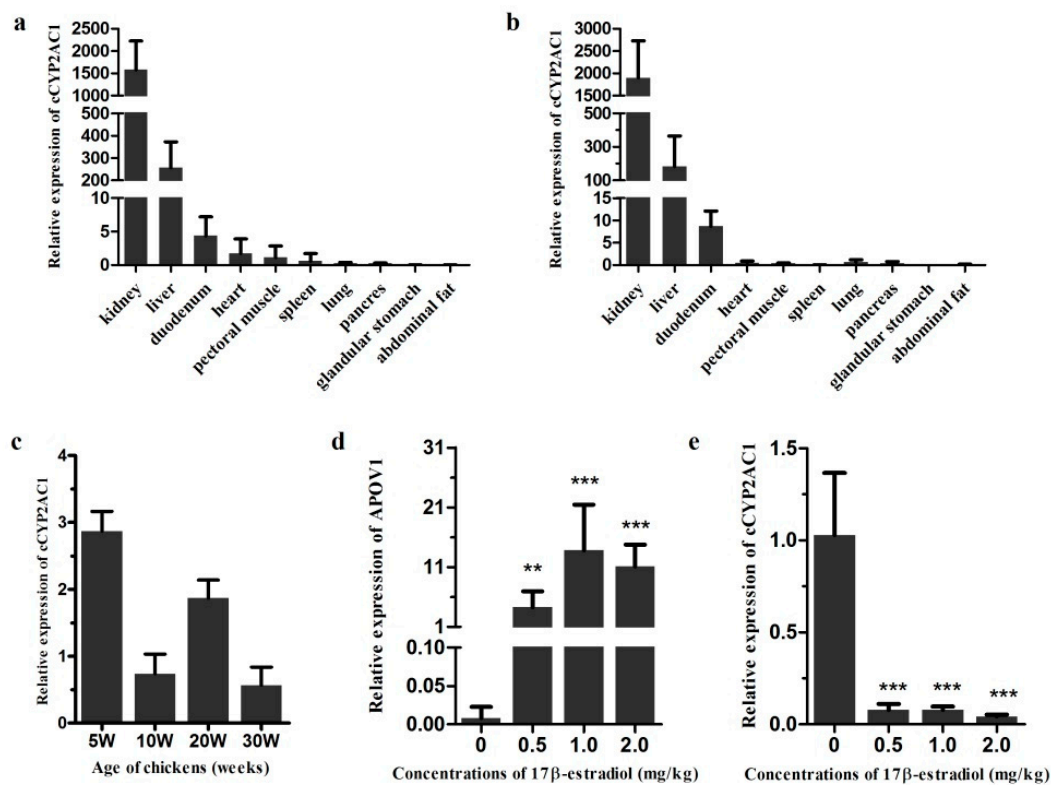 a
Relative expression of cCYP2AC1
2500
2000
1500
1000
500
400
300
200
10
5
0
kidney
liver
duodenum
heart
pectoral muscle
spleen
lung
pancres
glandular stomach
abdominal fat
b
Relative expression of cCYP2AC1
3000
2500
2000
1500
1000
500
300
100
15
10
5
0
kidney
liver
duodenum
heart
pectoral muscle
spleen
lung
pancreas
glandular stomach
abdominal fat
c
Relative expression of cCYP2AC1
4
3
2
1
0
5W 10W 20W 30W
Age of chickens (weeks)
d
Relative expression of APOV1
31
21
11
1
0.10
0.05
0.00
** *** ***
0 0.5 1.0 2.0
Concentrations of 17β-estradiol (mg/kg)
e
Relative expression of cCYP2AC1
1.5
1.0
0.5
0.0
*** *** ***
0 0.5 1.0 2.0
Concentrations of 17β-estradiol (mg/kg)